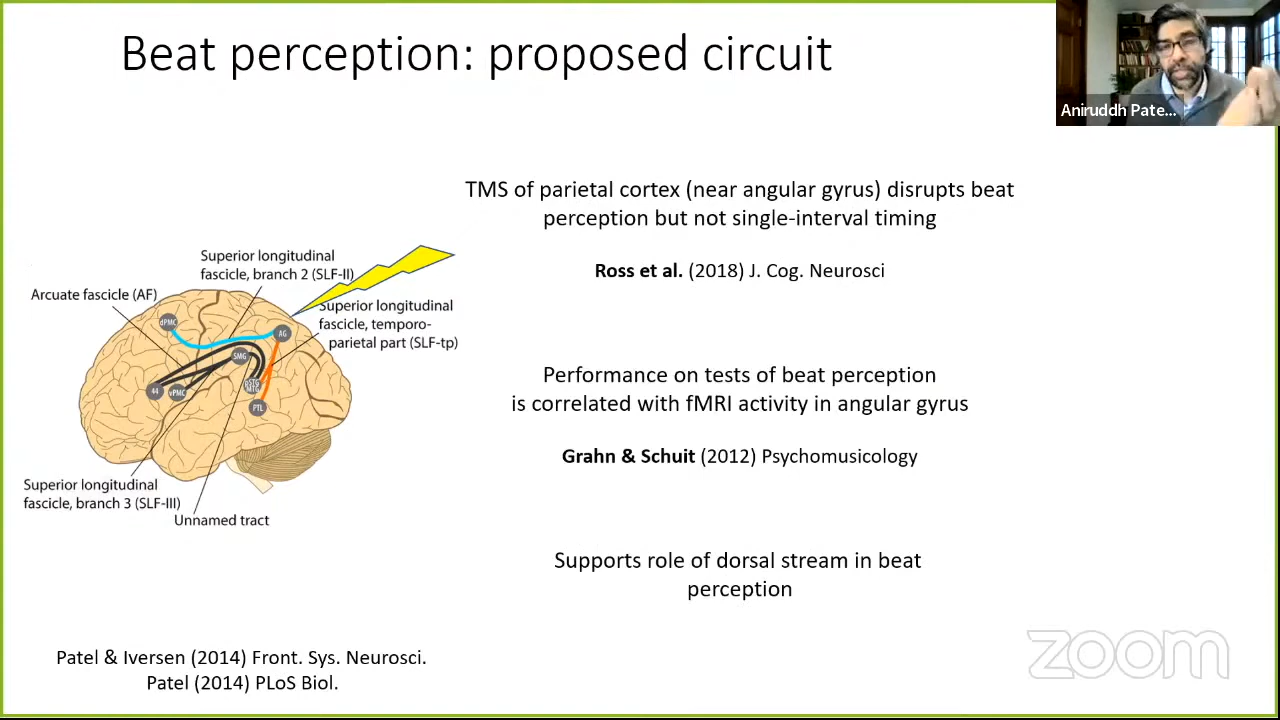 Beat perception: proposed circuit
Aniruddh Pate...
TMS of parietal cortex (near angular gyrus) disrupts beat
perception but not single-interval timing
Ross et al. (2018) J. Cog. Neurosci
Superior longitudinal
fascicle, branch 2 (SLF-II)
Arcuate fascicle (AF)
Superior longitudinal
fascicle, temporo-
parietal part (SLF-tp)
dPMC
AG
SMG
pSTG
MTG
44
vPMC
PTL
Superior longitudinal
fascicle, branch 3 (SLF-III)
Unnamed tract
Performance on tests of beat perception
is correlated with fMRI activity in angular gyrus
Grahn & Schuit (2012) Psychomusicology
Supports role of dorsal stream in beat
perception
Patel & Iversen (2014) Front. Sys. Neurosci.
Patel (2014) PLoS Biol.
zoom